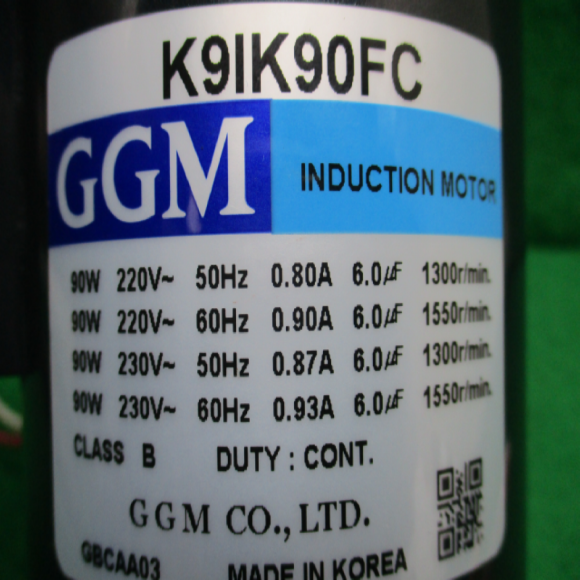 K9IK90FC
GGM
INDUCTION MOTOR
90W 220V~ 50Hz 0.80A 6.0μF 1300r/min.
90W 220V~ 60Hz 0.90A 6.0μF 1550r/min.
90W 230V~ 50Hz 0.87A 6.0μF 1300r/min.
90W 230V~ 60Hz 0.93A 6.0μF 1550r/min.
CLASS B DUTY : CONT.
GGM CO., LTD.
GBCAA03 MADE IN KOREA